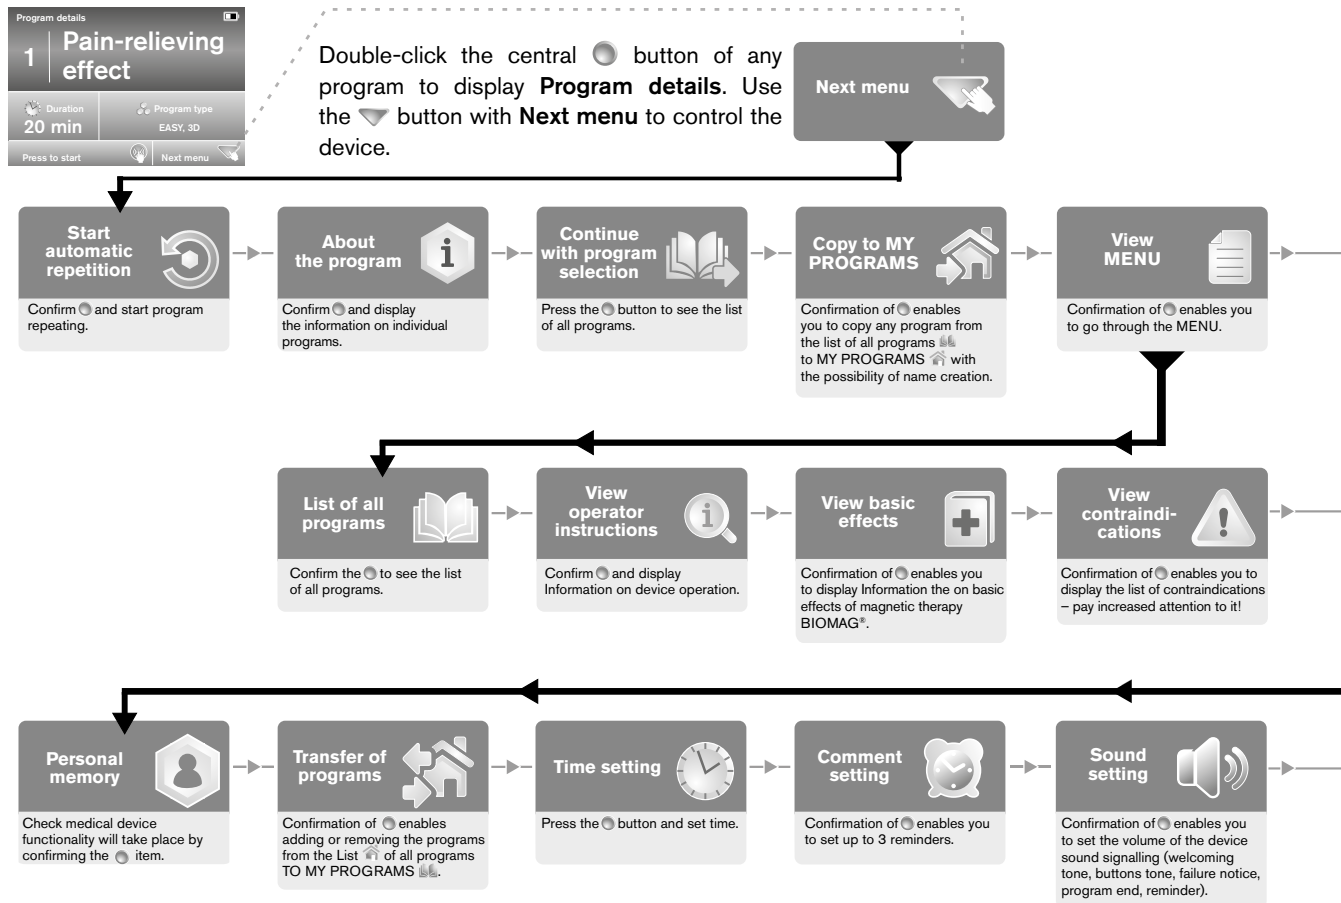 Program details
1
Pain-relieving
effect
Duration
20 min
Program type
EASY, 3D
Press to start
Next menu
Double-click the central button of any
program to display Program details. Use
the button with Next menu to control the
device.
Next menu
Start
automatic
repetition
Confirm and start program
repeating.
About
the program
Confirm and display
the information on individual
programs.
Continue
with program
selection
Press the button to see the list
of all programs.
Copy to MY
PROGRAMS
Confirmation of enables
you to copy any program from
the list of all programs
to MY PROGRAMS with
the possibility of name creation.
View
MENU
Confirmation of enables you
to go through the MENU.
List of all
programs
Confirm the to see the list
of all programs.
View
operator
instructions
Confirm and display
Information on device operation.
View basic
effects
Confirmation of enables you
to display Information the on basic
effects of magnetic therapy
BIOMAG®.
View
contraindi-
cations
Confirmation of enables you to
display the list of contraindications
– pay increased attention to it!
Personal
memory
Check medical device
functionality will take place by
confirming the item.
Transfer of
programs
Confirmation of enables
adding or removing the programs
from the List of all programs
TO MY PROGRAMS .
Time setting
Press the button and set time.
Comment
setting
Confirmation of enables you
to set up to 3 reminders.
Sound
setting
Confirmation of enables you
to set the volume of the device
sound signalling (welcoming
tone, buttons tone, failure notice,
program end, reminder).